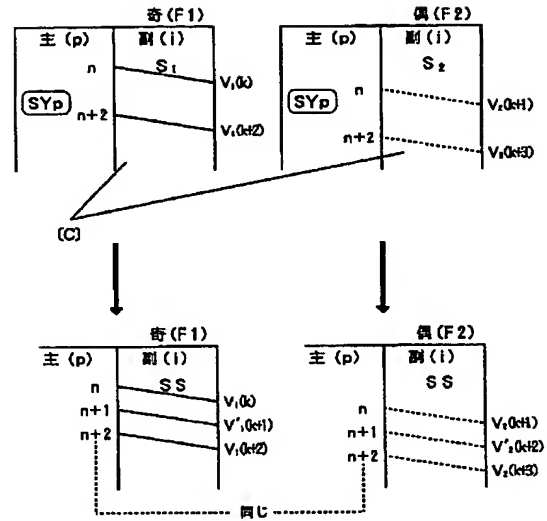 奇(F1)
主(p) 副(i)
n S₁ V₁(k)
SYp
n+2 V₁(k+2)
偶(F2)
主(p) 副(i)
S₂
n V₂(k+1)
SYp
n+2 V₂(k+3)
[C]
奇(F1)
主(p) 副(i)
n SS V₁(k)
n+1 V'₁(k+1)
n+2 V₁(k+2)
偶(F2)
主(p) 副(i)
SS
n V₂(k+1)
n+1 V'₂(k+2)
n+2 V₂(k+3)
同じ